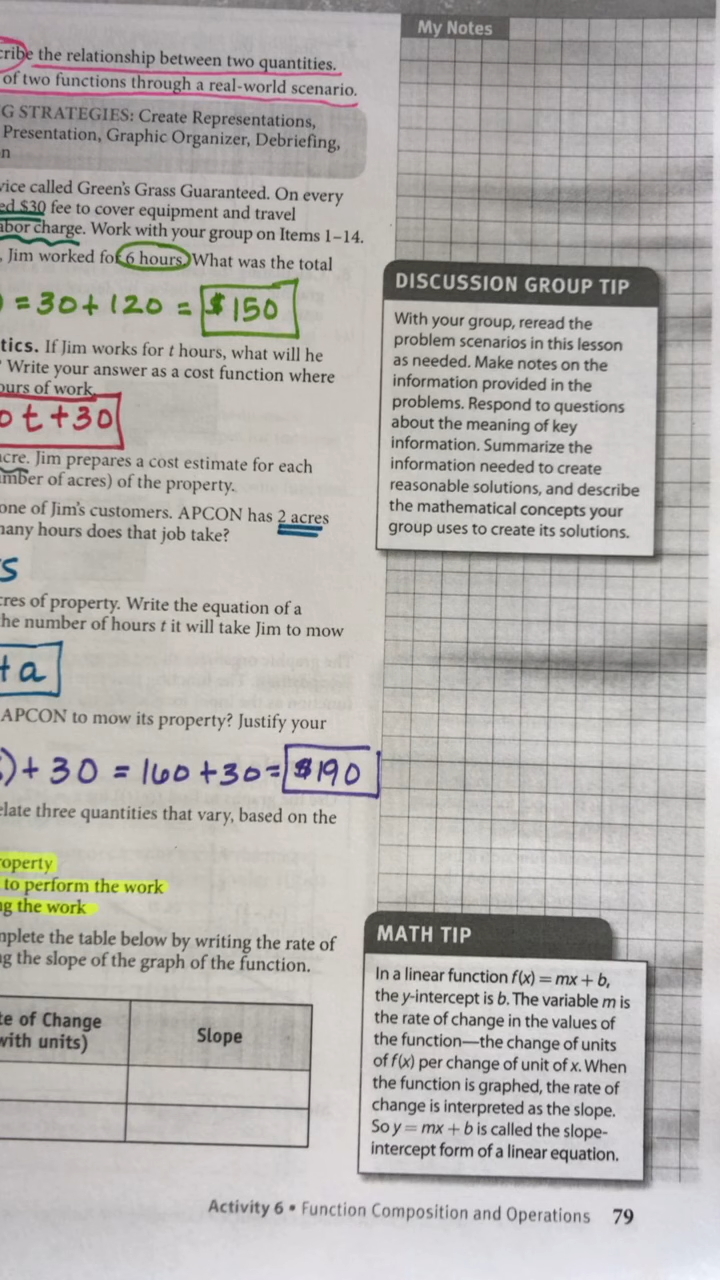 My Notes
cribe the relationship between two quantities.
of two functions through a real-world scenario.
G STRATEGIES: Create Representations,
Presentation, Graphic Organizer, Debriefing,
n
vice called Green's Grass Guaranteed. On every
ed $30 fee to cover equipment and travel
abor charge. Work with your group on Items 1–14.
. Jim worked for 6 hours. What was the total
) = 30 + 120 = $150
tics. If Jim works for t hours, what will he
Write your answer as a cost function where
ours of work.
0t + 30
acre. Jim prepares a cost estimate for each
mber of acres) of the property.
one of Jim's customers. APCON has 2 acres
many hours does that job take?
s
cres of property. Write the equation of a
he number of hours t it will take Jim to mow
a
APCON to mow its property? Justify your
) + 30 = 160 + 30 = $190
elate three quantities that vary, based on the
roperty
to perform the work
ng the work
mplete the table below by writing the rate of
ng the slope of the graph of the function.
te of Change
with units)
Slope
DISCUSSION GROUP TIP
With your group, reread the
problem scenarios in this lesson
as needed. Make notes on the
information provided in the
problems. Respond to questions
about the meaning of key
information. Summarize the
information needed to create
reasonable solutions, and describe
the mathematical concepts your
group uses to create its solutions.
MATH TIP
In a linear function f(x) = mx + b,
the y-intercept is b. The variable m is
the rate of change in the values of
the function—the change of units
of f(x) per change of unit of x. When
the function is graphed, the rate of
change is interpreted as the slope.
So y = mx + b is called the slope-
intercept form of a linear equation.
Activity 6 • Function Composition and Operations 79